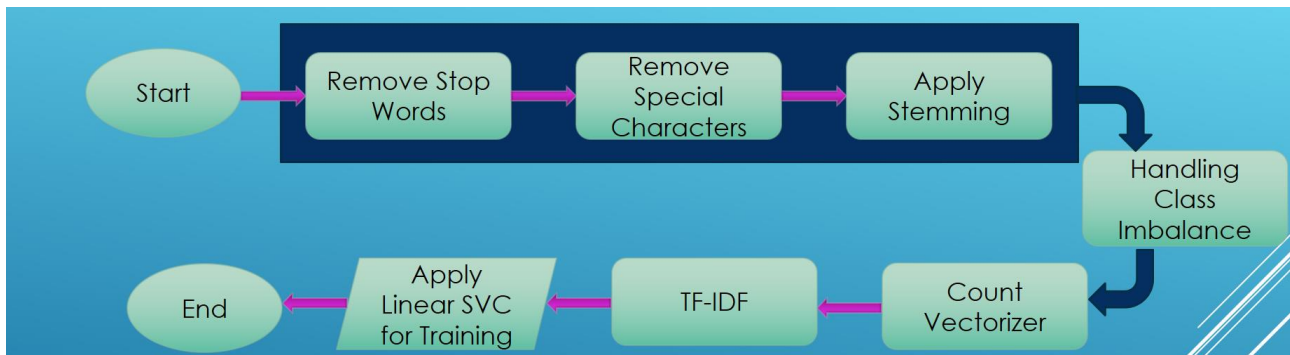 Start
Remove Stop
Words
Remove
Special
Characters
Apply
Stemming
Handling
Class
Imbalance
Count
Vectorizer
TF-IDF
Apply
Linear SVC
for Training
End